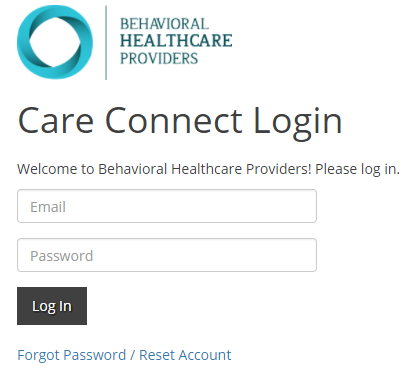 BEHAVIORAL
HEALTHCARE
PROVIDERS
Care Connect Login
Welcome to Behavioral Healthcare Providers! Please log in.
Email
Password
Log In
Forgot Password / Reset Account